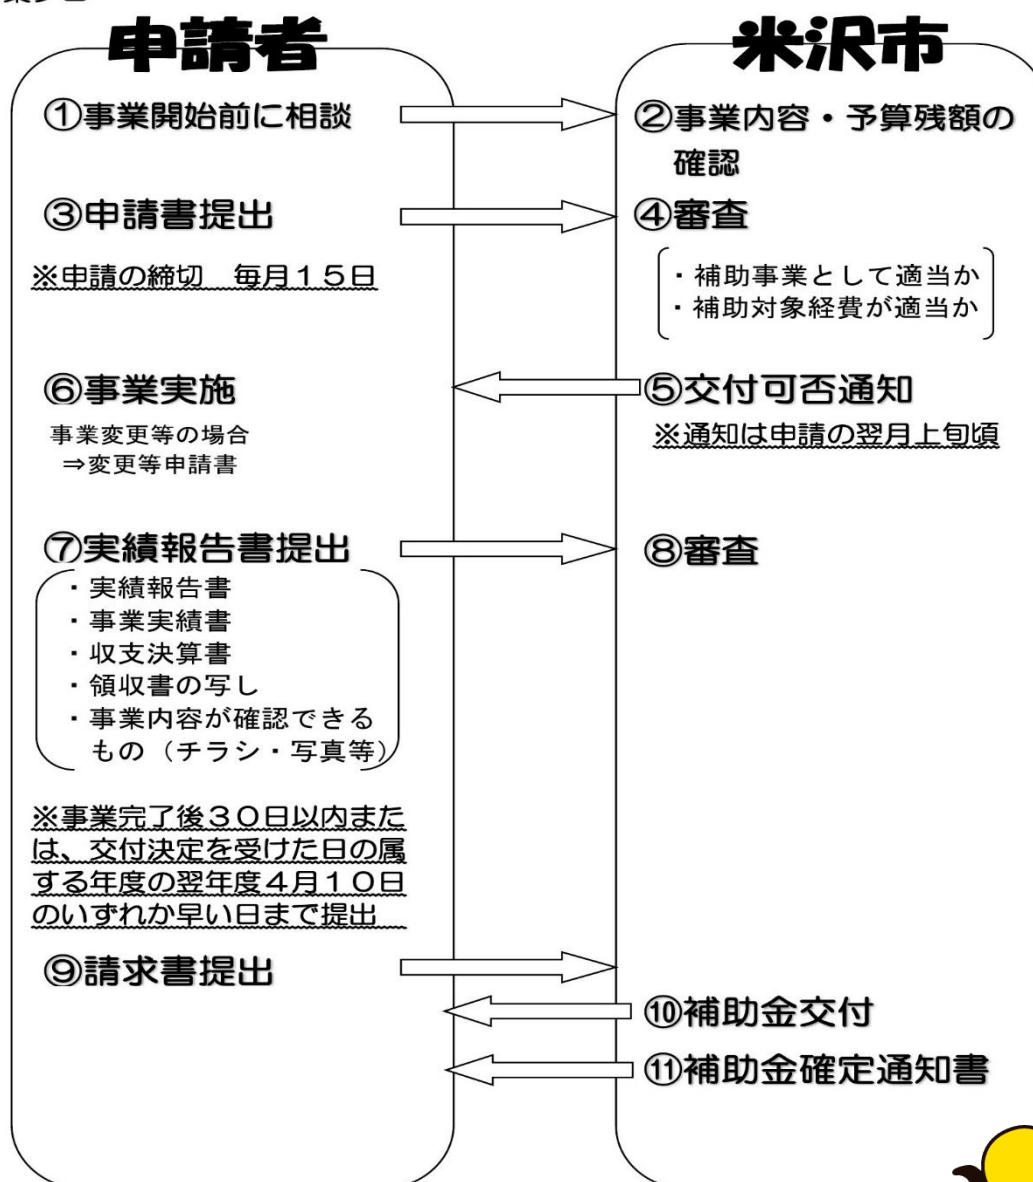 申請者
米沢市
①事業開始前に相談
②事業内容・予算残額の
確認
③申請書提出
④審査
※申請の締切　毎月１５日
・補助事業として適当か
・補助対象経費が適当か
⑥事業実施
⑤交付可否通知
事業変更等の場合
⇒変更等申請書
※通知は申請の翌月上旬頃
⑦実績報告書提出
⑧審査
・実績報告書
・事業実績書
・収支決算書
・領収書の写し
・事業内容が確認できる
もの（チラシ・写真等）
※事業完了後３０日以内また
は、交付決定を受けた日の属
する年度の翌年度４月１０日
のいずれか早い日まで提出
⑨請求書提出
⑩補助金交付
⑪補助金確定通知書